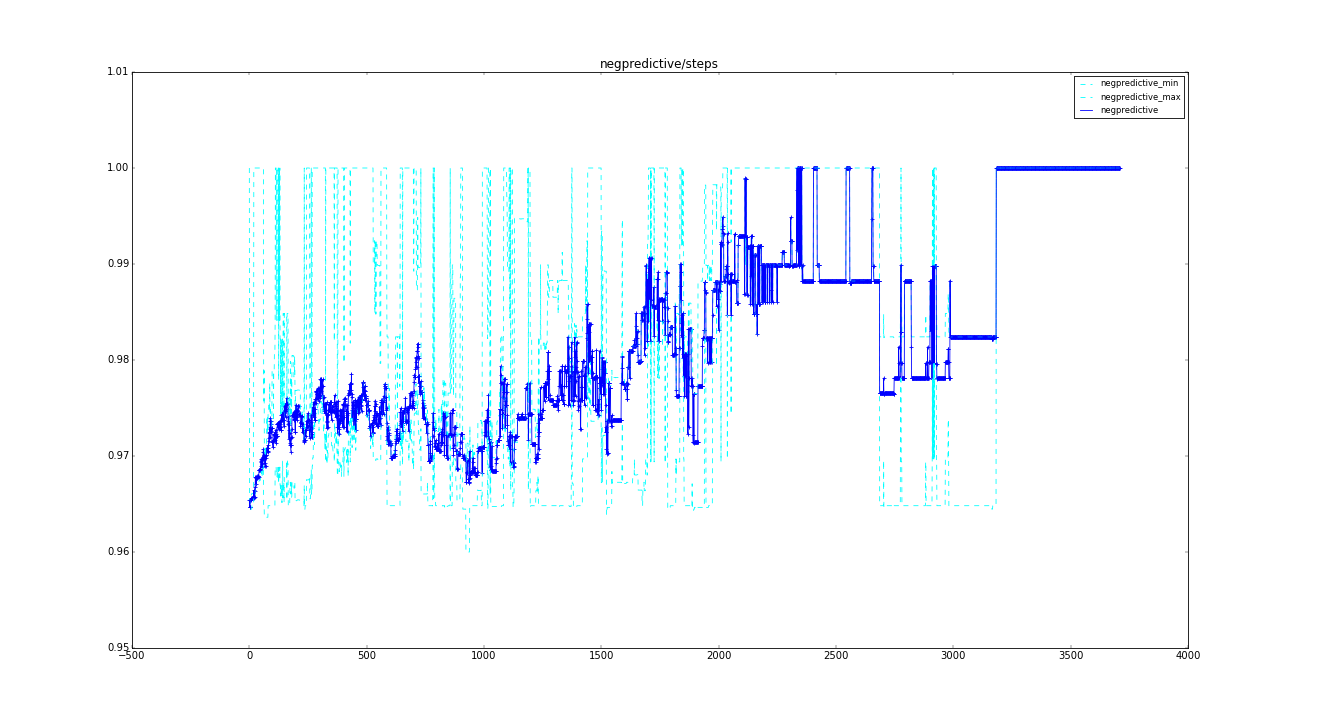 negpredictive/steps
1.01
negpredictive_min
negpredictive_max
negpredictive
1.00
0.99
0.98
0.97
0.96
0.95
−500 0 500 1000 1500 2000 2500 3000 3500 4000